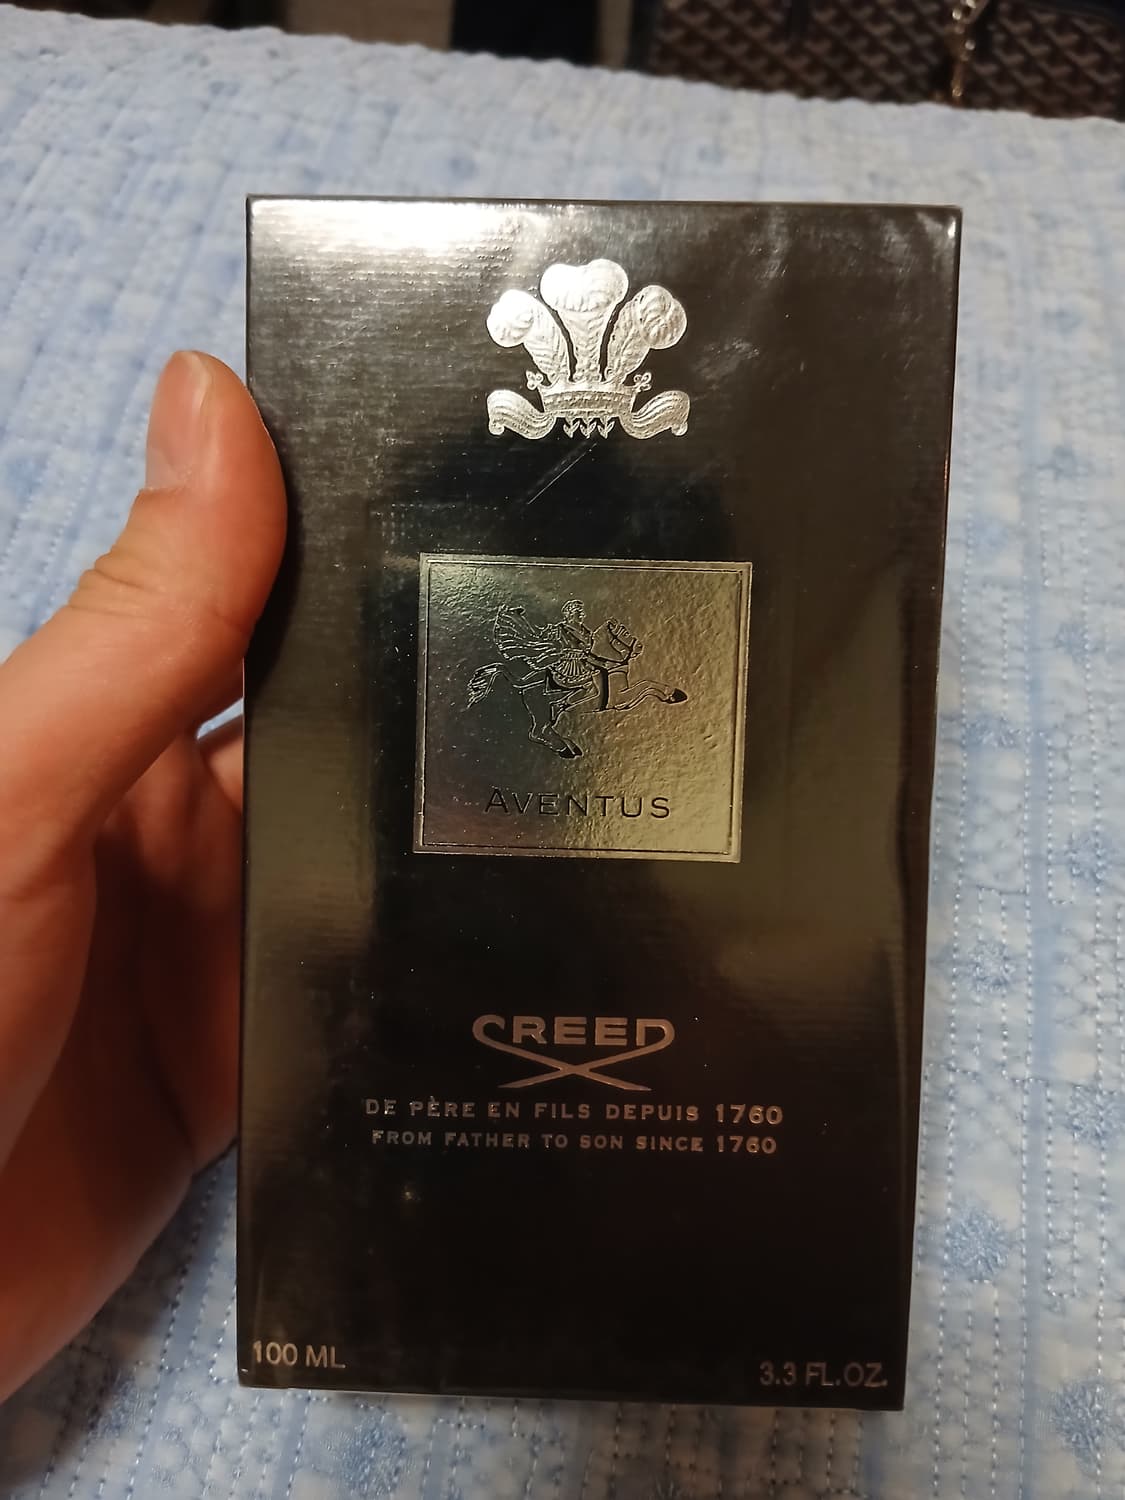 AVENTUS
CREED
DE PÈRE EN FILS DEPUIS 1760
FROM FATHER TO SON SINCE 1760
100 ML
3.3 FL.OZ.